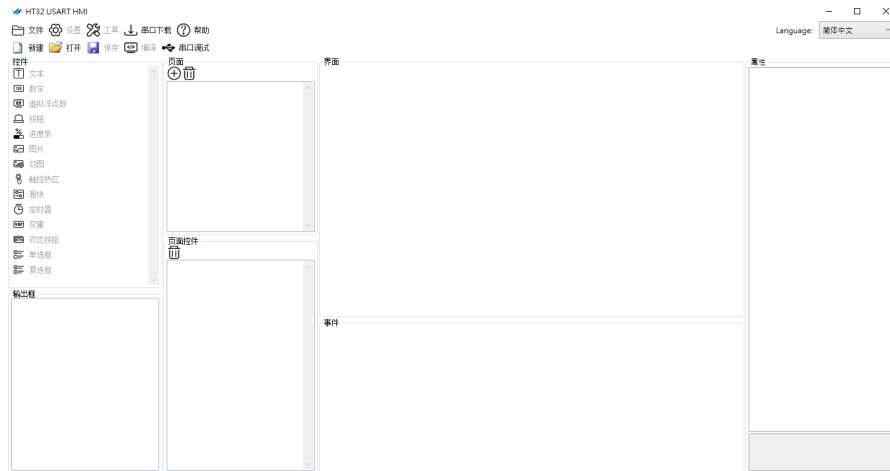 HT32 USART HMI
文件 设置 工具 串口下载 帮助
Language: 简体中文
新建 打开 保存 编译 串口调试
控件
文本
数字
虚拟浮点数
按钮
进度条
图片
切图
触控热区
滑块
定时器
变量
双态按钮
单选框
复选框
输出框
页面
页面控件
界面
事件
属性